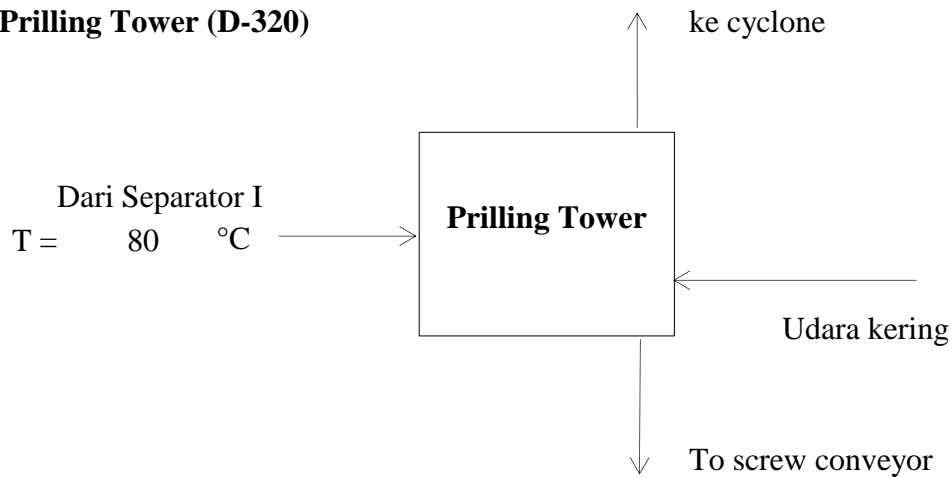 Prilling Tower (D-320)
ke cyclone
Dari Separator I
T = 80 °C
Prilling Tower
Udara kering
To screw conveyor